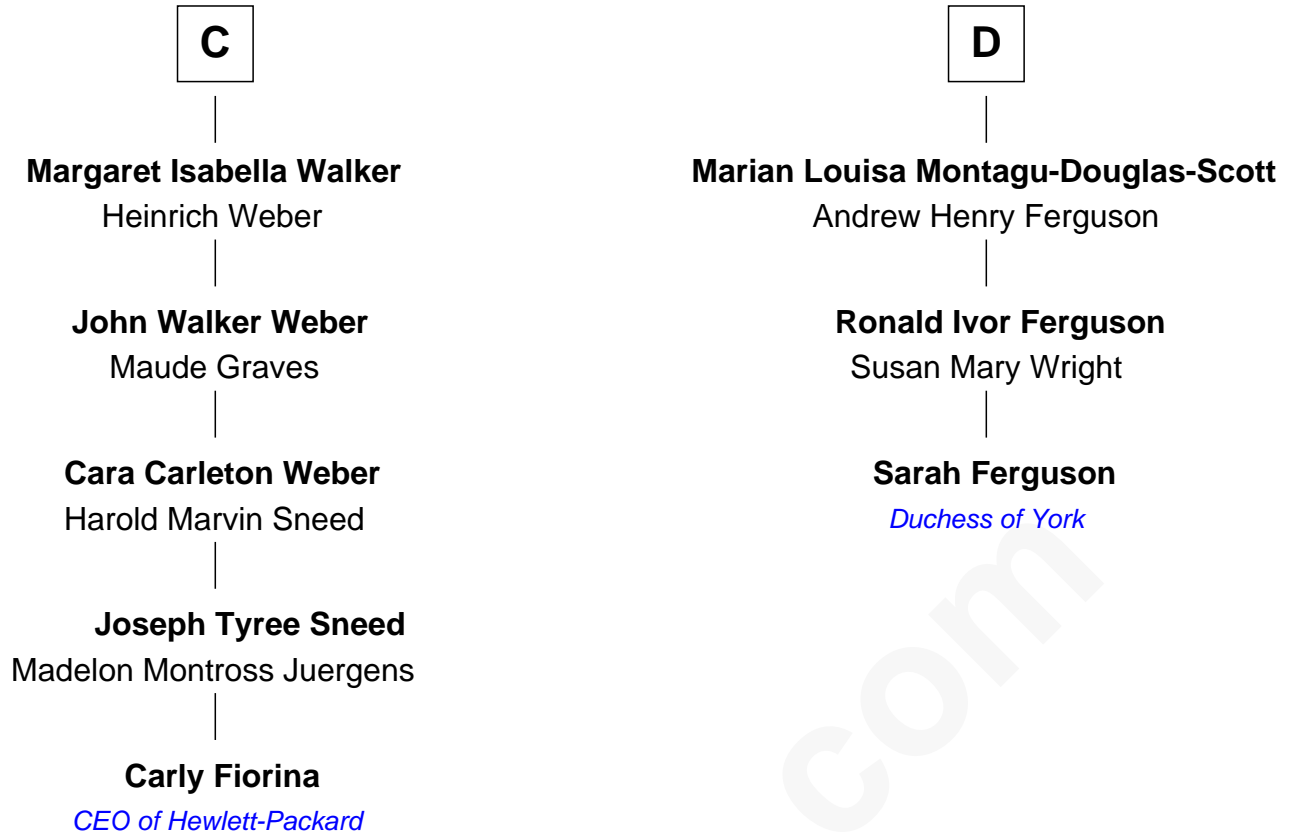 C
Margaret Isabella Walker
Heinrich Weber
John Walker Weber
Maude Graves
Cara Carleton Weber
Harold Marvin Sneed
Joseph Tyree Sneed
Madelon Montross Juergens
Carly Fiorina
CEO of Hewlett-Packard
D
Marian Louisa Montagu-Douglas-Scott
Andrew Henry Ferguson
Ronald Ivor Ferguson
Susan Mary Wright
Sarah Ferguson
Duchess of York
com